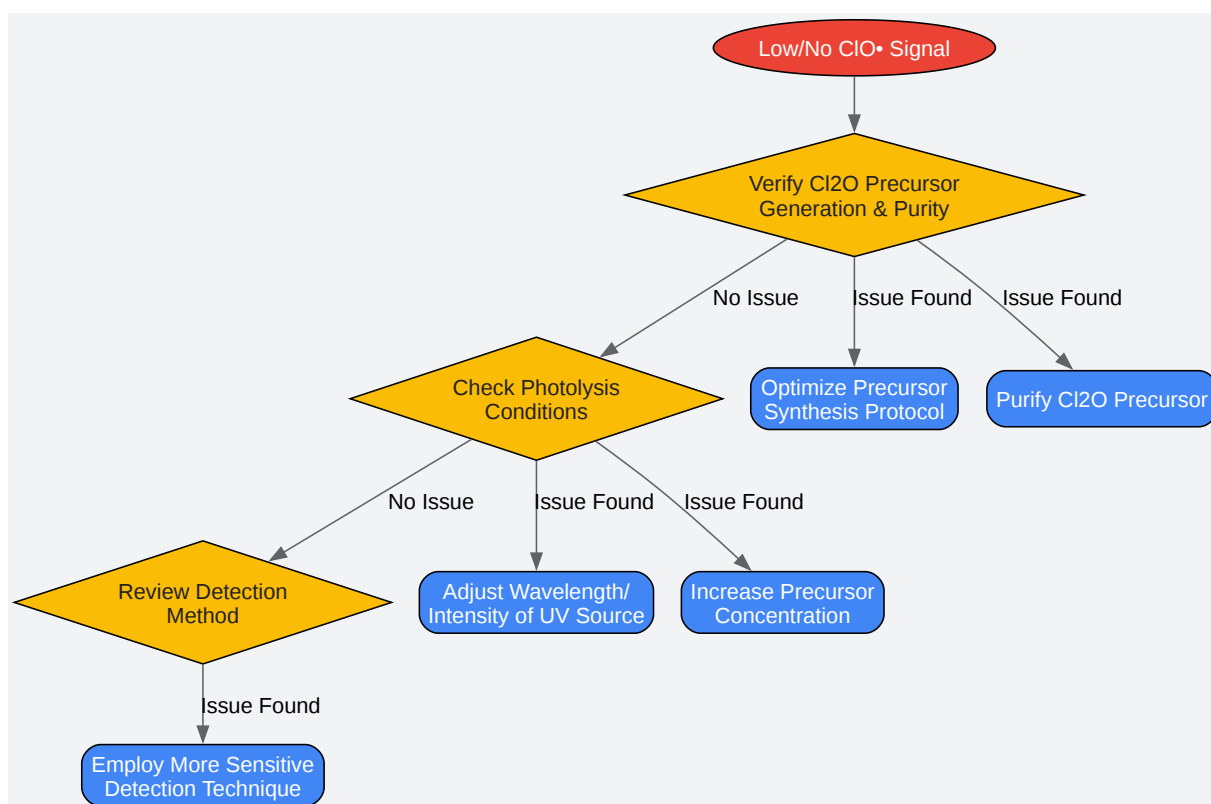 Low/No ClO• Signal
Verify Cl2O Precursor
Generation & Purity
No Issue
Issue Found
Issue Found
Check Photolysis
Conditions
Optimize Precursor
Synthesis Protocol
Purify Cl2O Precursor
No Issue
Issue Found
Issue Found
Review Detection
Method
Adjust Wavelength/
Intensity of UV Source
Increase Precursor
Concentration
Issue Found
Employ More Sensitive
Detection Technique